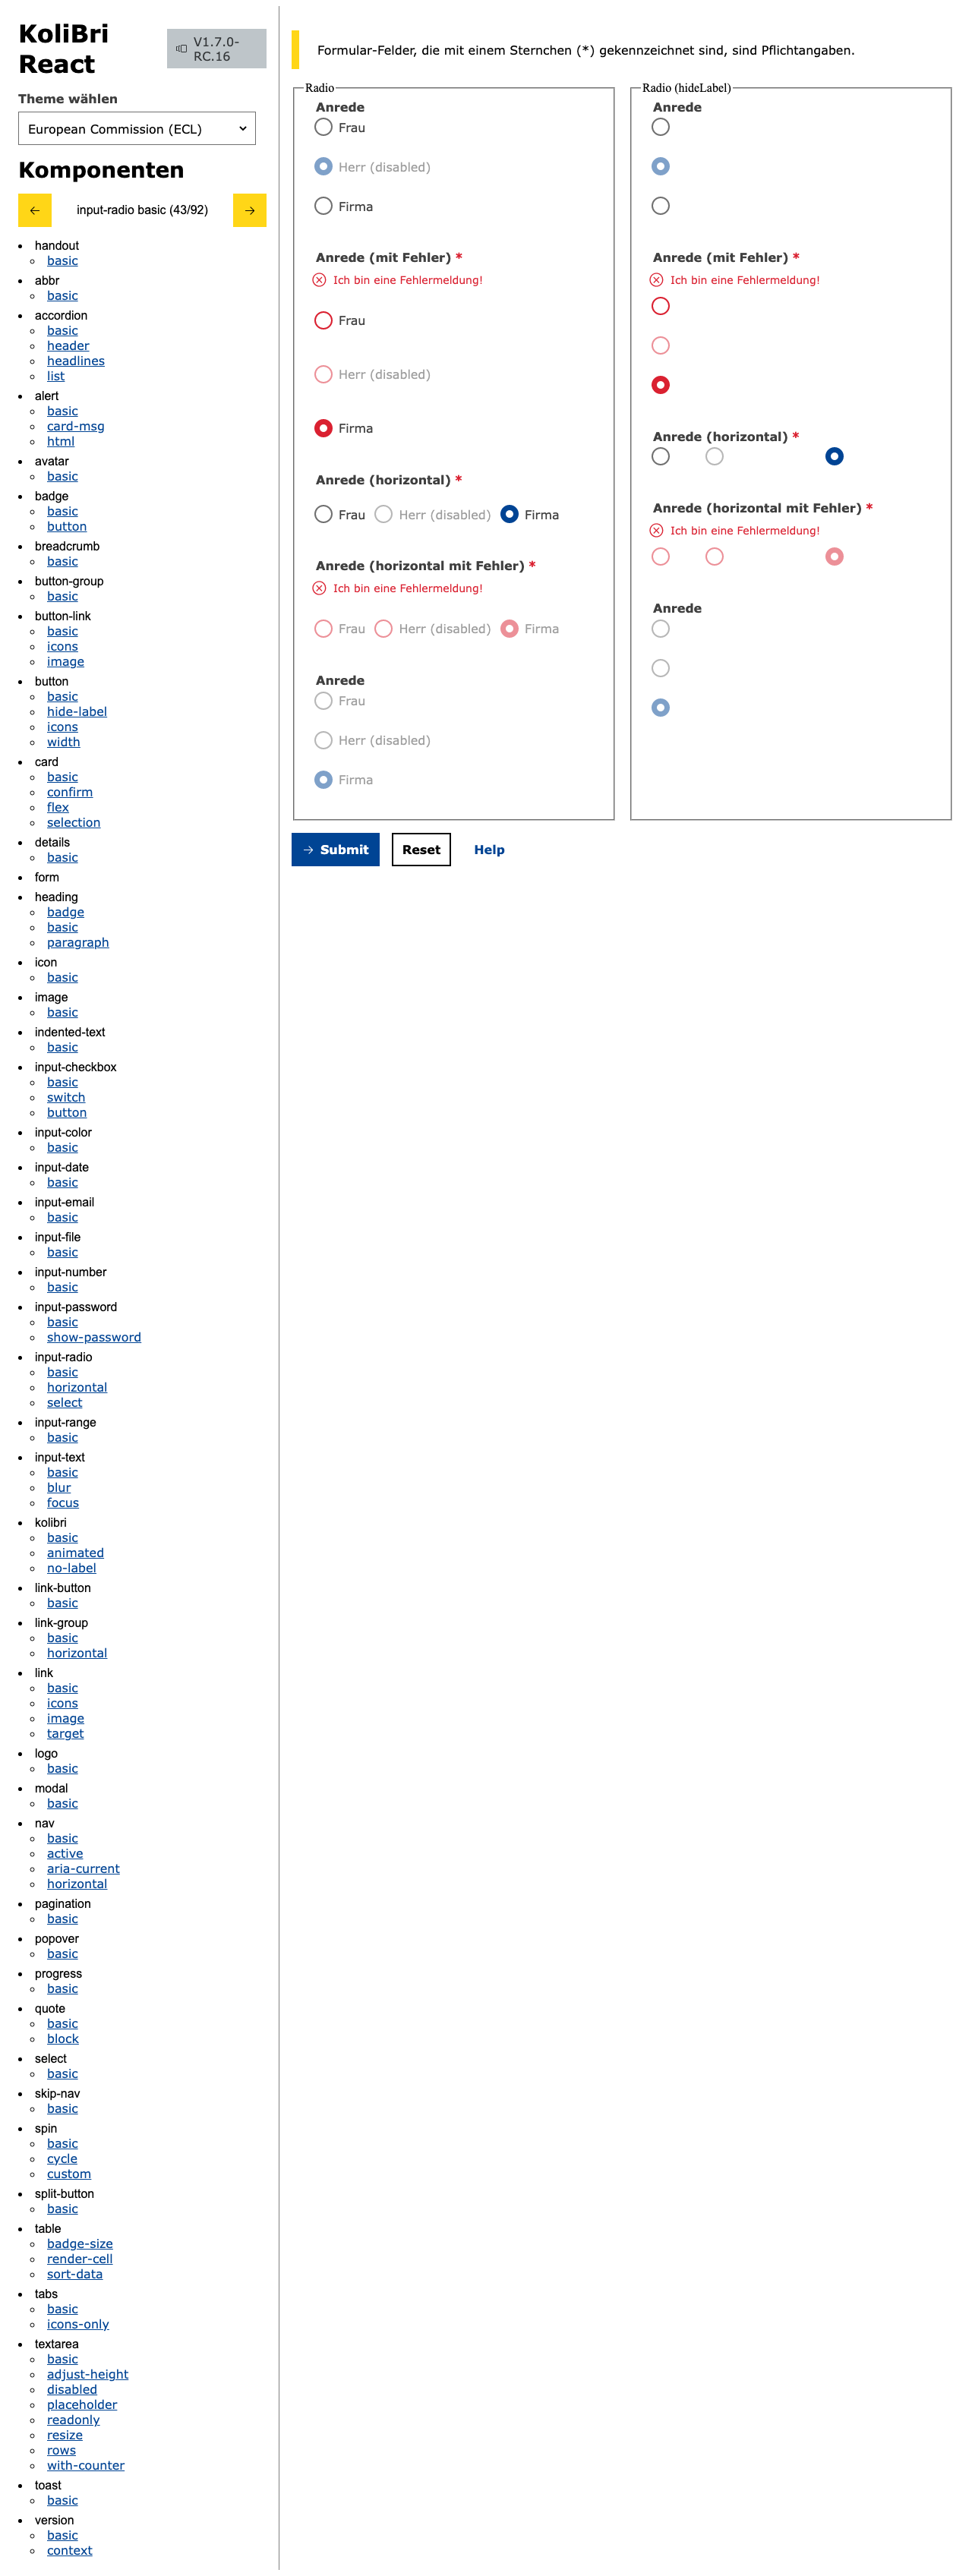 KoliBri
React
V1.7.0-
RC.16
Theme wählen
European Commission (ECL)
Komponenten
input-radio basic (43/92)
handout
basic
abbr
basic
accordion
basic
header
headlines
list
alert
basic
card-msg
html
avatar
basic
badge
basic
button
breadcrumb
basic
button-group
basic
button-link
basic
icons
image
button
basic
hide-label
icons
width
card
basic
confirm
flex
selection
details
basic
form
heading
badge
basic
paragraph
icon
basic
image
basic
indented-text
basic
input-checkbox
basic
switch
button
input-color
basic
input-date
basic
input-email
basic
input-file
basic
input-number
basic
input-password
basic
show-password
input-radio
basic
horizontal
select
input-range
basic
input-text
basic
blur
focus
kolibri
basic
animated
no-label
link-button
basic
link-group
basic
horizontal
link
basic
icons
image
target
logo
basic
modal
basic
nav
basic
active
aria-current
horizontal
pagination
basic
popover
basic
progress
basic
quote
basic
block
select
basic
skip-nav
basic
spin
basic
cycle
custom
split-button
basic
table
badge-size
render-cell
sort-data
tabs
basic
icons-only
textarea
basic
adjust-height
disabled
placeholder
readonly
resize
rows
with-counter
toast
basic
version
basic
context
Formular-Felder, die mit einem Sternchen (*) gekennzeichnet sind, sind Pflichtangaben.
Radio
Anrede
Frau
Herr (disabled)
Firma
Anrede (mit Fehler) *
Ich bin eine Fehlermeldung!
Frau
Herr (disabled)
Firma
Anrede (horizontal) *
Frau Herr (disabled) Firma
Anrede (horizontal mit Fehler) *
Ich bin eine Fehlermeldung!
Frau Herr (disabled) Firma
Anrede
Frau
Herr (disabled)
Firma
Radio (hideLabel)
Anrede
Anrede (mit Fehler) *
Ich bin eine Fehlermeldung!
Anrede (horizontal) *
Anrede (horizontal mit Fehler) *
Ich bin eine Fehlermeldung!
Anrede
Submit Reset Help